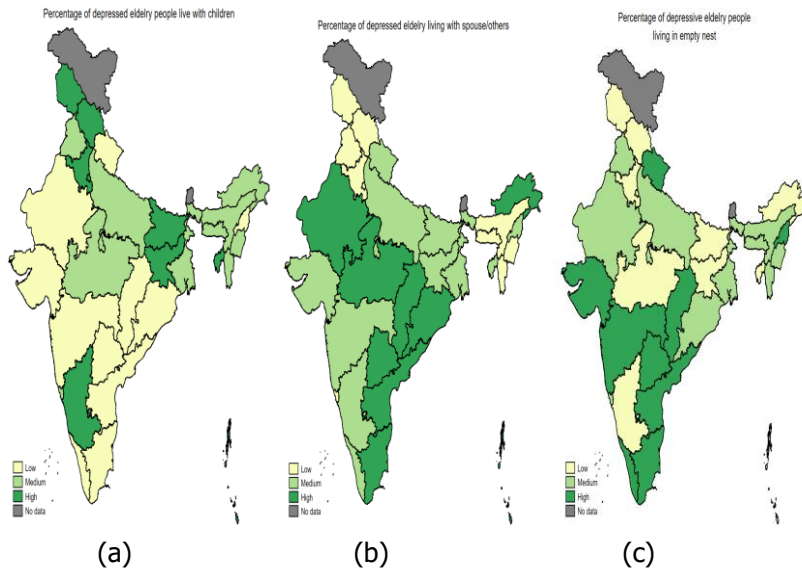 Percentage of depressed eldelry people live with children
Percentage of depressed eldelry living with spouse/others
Percentage of depressive eldelry people
living in empty nest
Low
Medium
High
No data
Low
Medium
High
No data
Low
Medium
High
No data
(a)
(b)
(c)